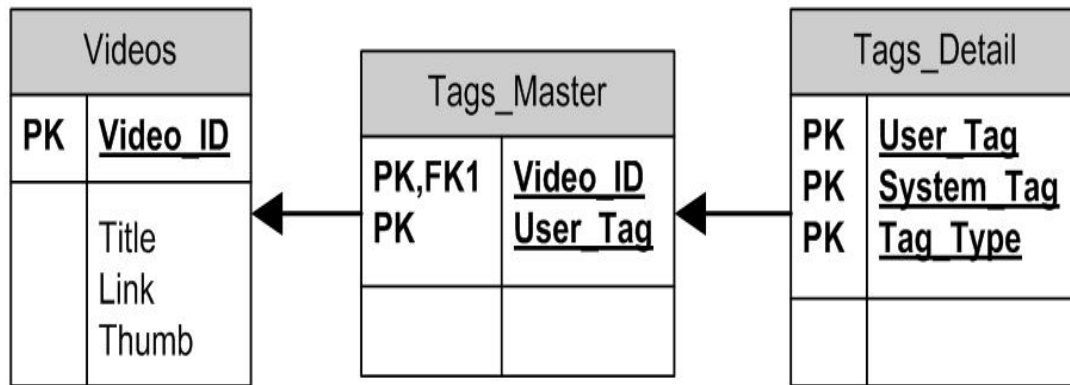 Videos
PK Video_ID
Title
Link
Thumb
Tags_Master
PK,FK1 Video_ID
PK User_Tag
Tags_Detail
PK User_Tag
PK System_Tag
PK Tag_Type